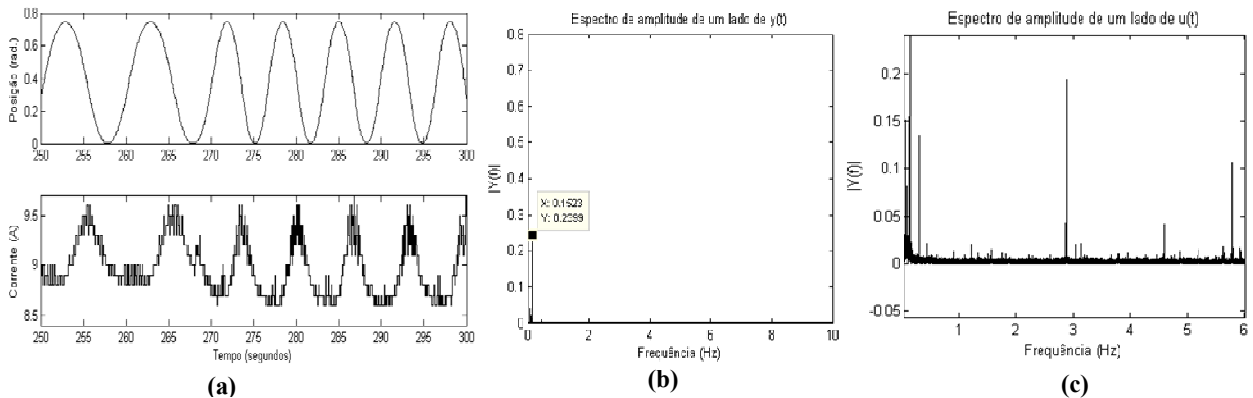 Posição (rad.)
0.8
0.6
0.4
0.2
0
250 255 260 265 270 275 280 285 290 295 300
Corrente (A)
9.5
9
8.5
250 255 260 265 270 275 280 285 290 295 300
Tempo (segundos)
(a)
Espectro de amplitude de um lado de y(t)
|Y(f)|
0.8
0.7
0.6
0.5
0.4
0.3
0.2
0.1
0
X: 0.1523
Y: 0.2399
0 2 4 6 8 10
Frequência (Hz)
(b)
Espectro de amplitude de um lado de u(t)
|Y(f)|
0.2
0.15
0.1
0.05
0
-0.05
1 2 3 4 5 6
Frequência (Hz)
(c)